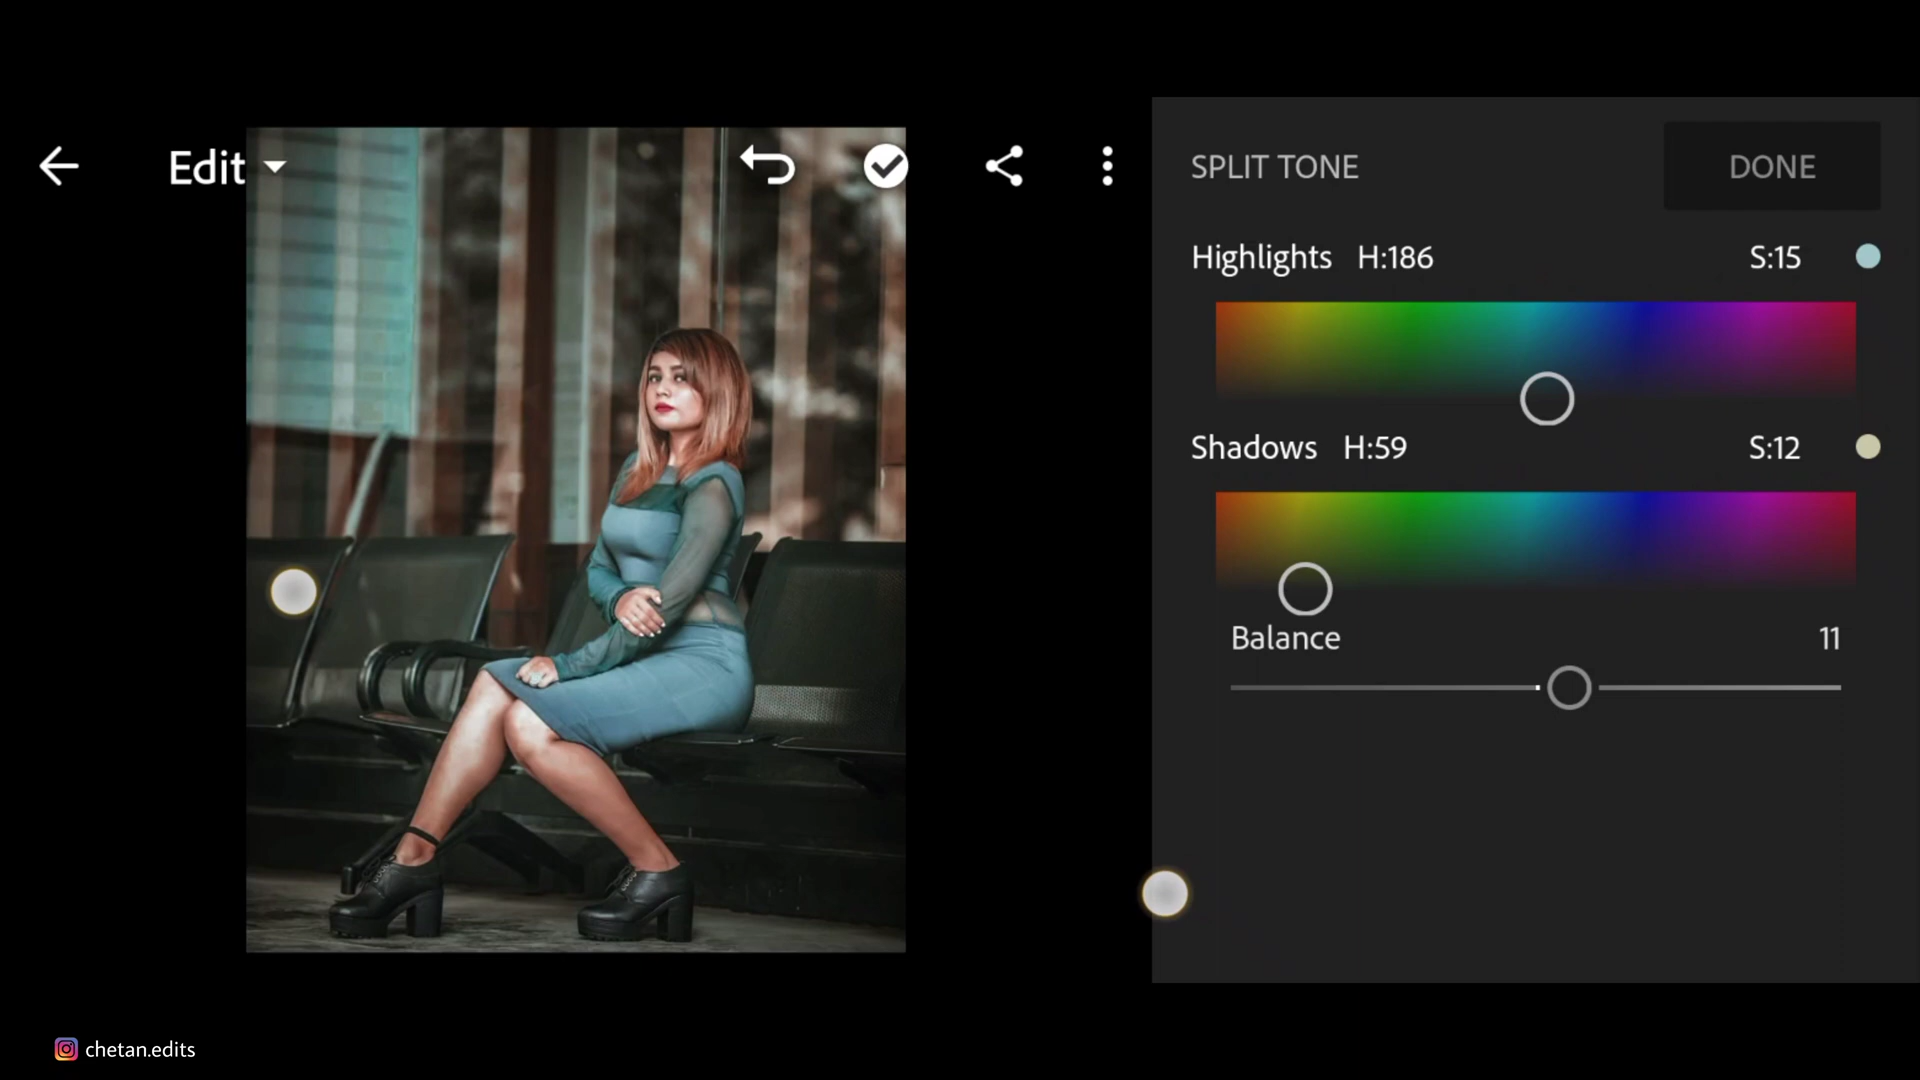 Edit
SPLIT TONE
DONE
Highlights H:186 S:15
Shadows H:59 S:12
Balance 11
chetan.edits